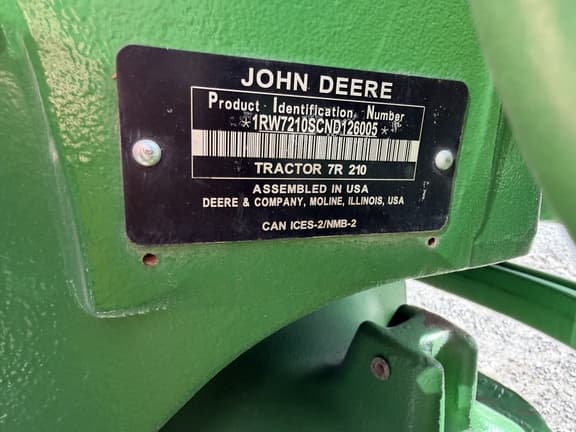 JOHN DEERE
Product Identification Number
*1RW7210SCND126005*
TRACTOR 7R 210
ASSEMBLED IN USA
DEERE & COMPANY, MOLINE, ILLINOIS, USA
CAN ICES-2/NMB-2